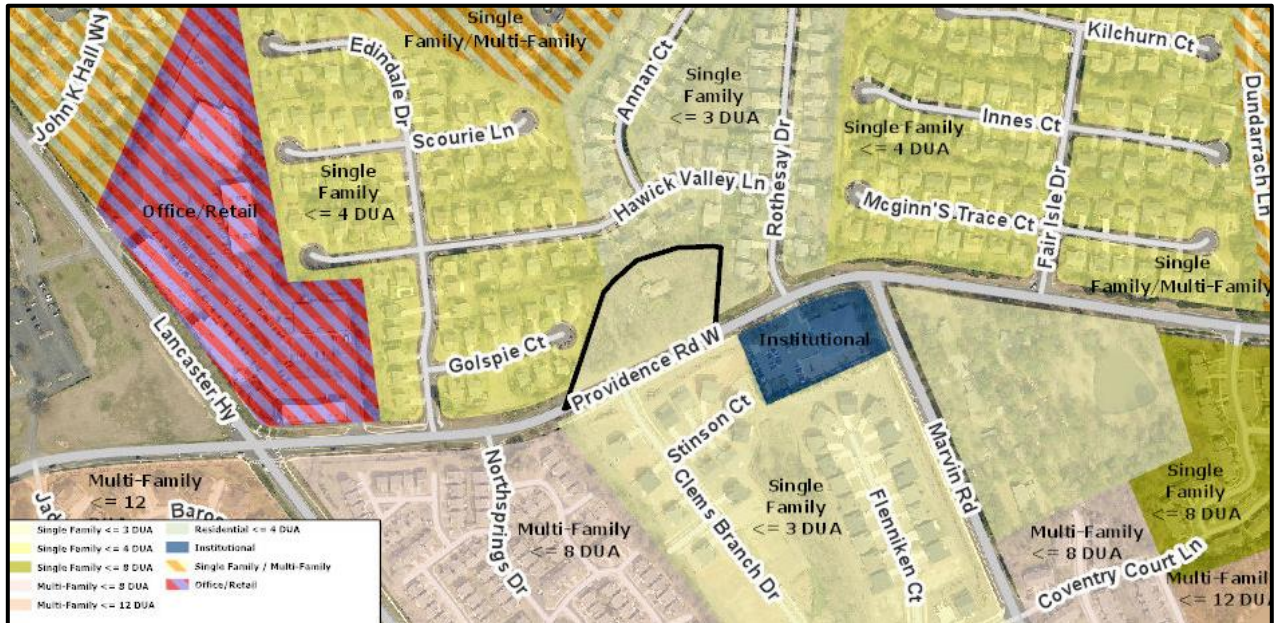 John K Hall Wy
Edindale Dr
Single
Family/Multi-Family
Annan Ct
Kilchurn Ct
Scourie Ln
Single
Family
<= 3 DUA
Rothesay Dr
Innes Ct
Dundarrach Ln
Single Family
<= 4 DUA
Single
Family
<= 4 DUA
Hawick Valley Ln
Office/Retail
Mcginn'S Trace Ct
Fair Isle Dr
Single
Family/Multi-Family
Lancaster Hy
Golspie Ct
Providence Rd W
Institutional
Stinson Ct
Marvin Rd
Multi-Family
<= 12
Northsprings Dr
Clems Branch Dr
Single
Family
<= 3 DUA
Flenniken Ct
Single
Family
<= 8 DUA
Multi-Family
<= 8 DUA
Multi-Family
<= 8 DUA
Coventry Court Ln
Multi-Family
<= 12 DUA
Single Family <= 3 DUA
Single Family <= 4 DUA
Single Family <= 8 DUA
Multi-Family <= 8 DUA
Multi-Family <= 12 DUA
Residential <= 4 DUA
Institutional
Single Family / Multi-Family
Office/Retail